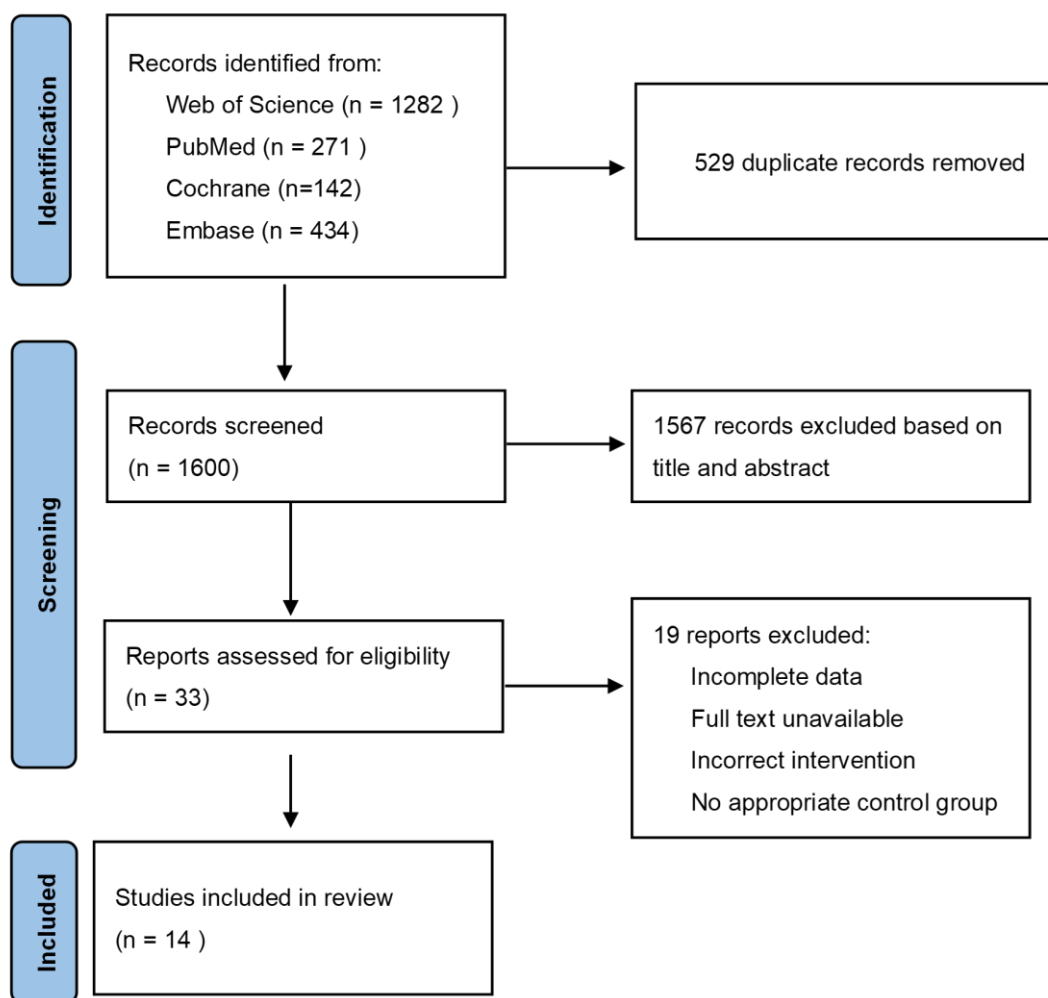 Identification
Records identified from:
Web of Science (n = 1282 )
PubMed (n = 271 )
Cochrane (n=142)
Embase (n = 434)
529 duplicate records removed
Screening
Records screened
(n = 1600)
1567 records excluded based on
title and abstract
Reports assessed for eligibility
(n = 33)
19 reports excluded:
Incomplete data
Full text unavailable
Incorrect intervention
No appropriate control group
Included
Studies included in review
(n = 14 )